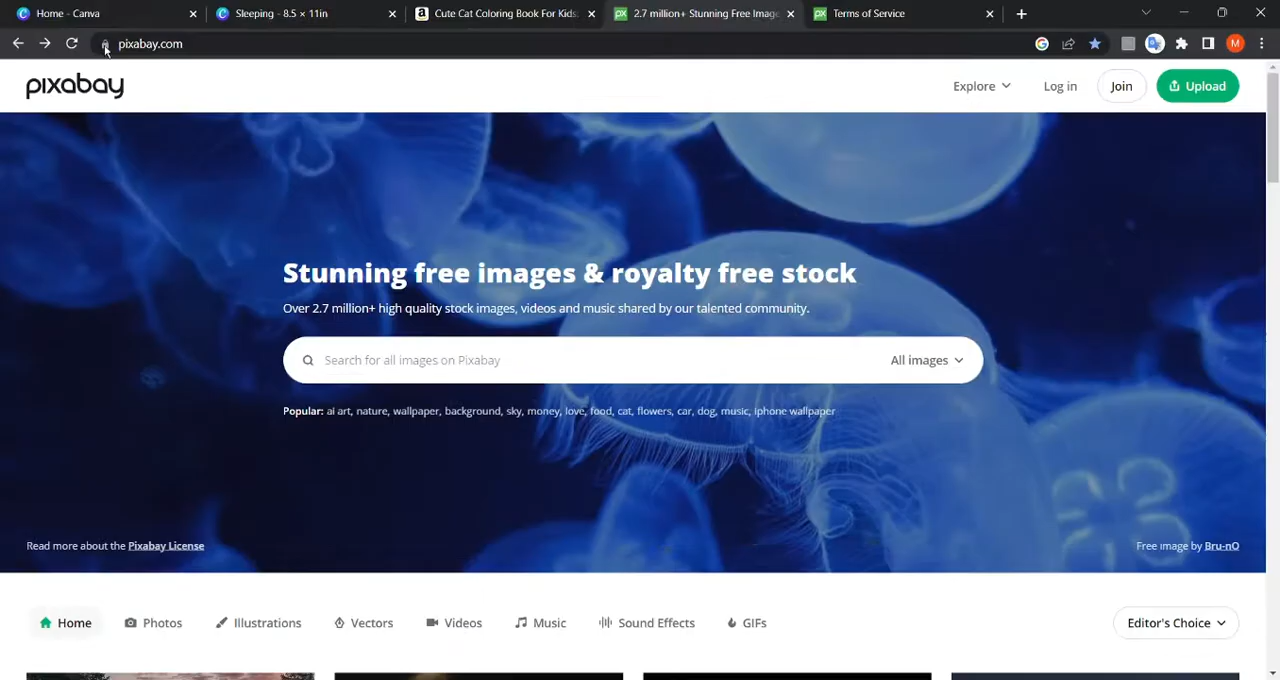 Home - Canva
Sleeping - 8.5 × 11in
Cute Cat Coloring Book For Kids:
2.7 million+ Stunning Free Image
Terms of Service
pixabay.com
M
pixabay
Explore
Log in
Join
Upload
Stunning free images & royalty free stock
Over 2.7 million+ high quality stock images, videos and music shared by our talented community.
Search for all images on Pixabay
All images
Popular: ai art, nature, wallpaper, background, sky, money, love, food, cat, flowers, car, dog, music, iphone wallpaper
Read more about the Pixabay License
Free image by Bru-nO
Home
Photos
Illustrations
Vectors
Videos
Music
Sound Effects
GIFs
Editor's Choice